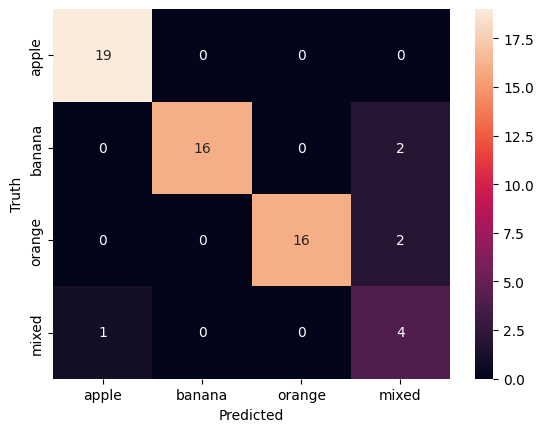 apple 19 0 0 0
banana 0 16 0 2
orange 0 0 16 2
mixed 1 0 0 4
apple banana orange mixed
Predicted
Truth
17.5
15.0
12.5
10.0
7.5
5.0
2.5
0.0